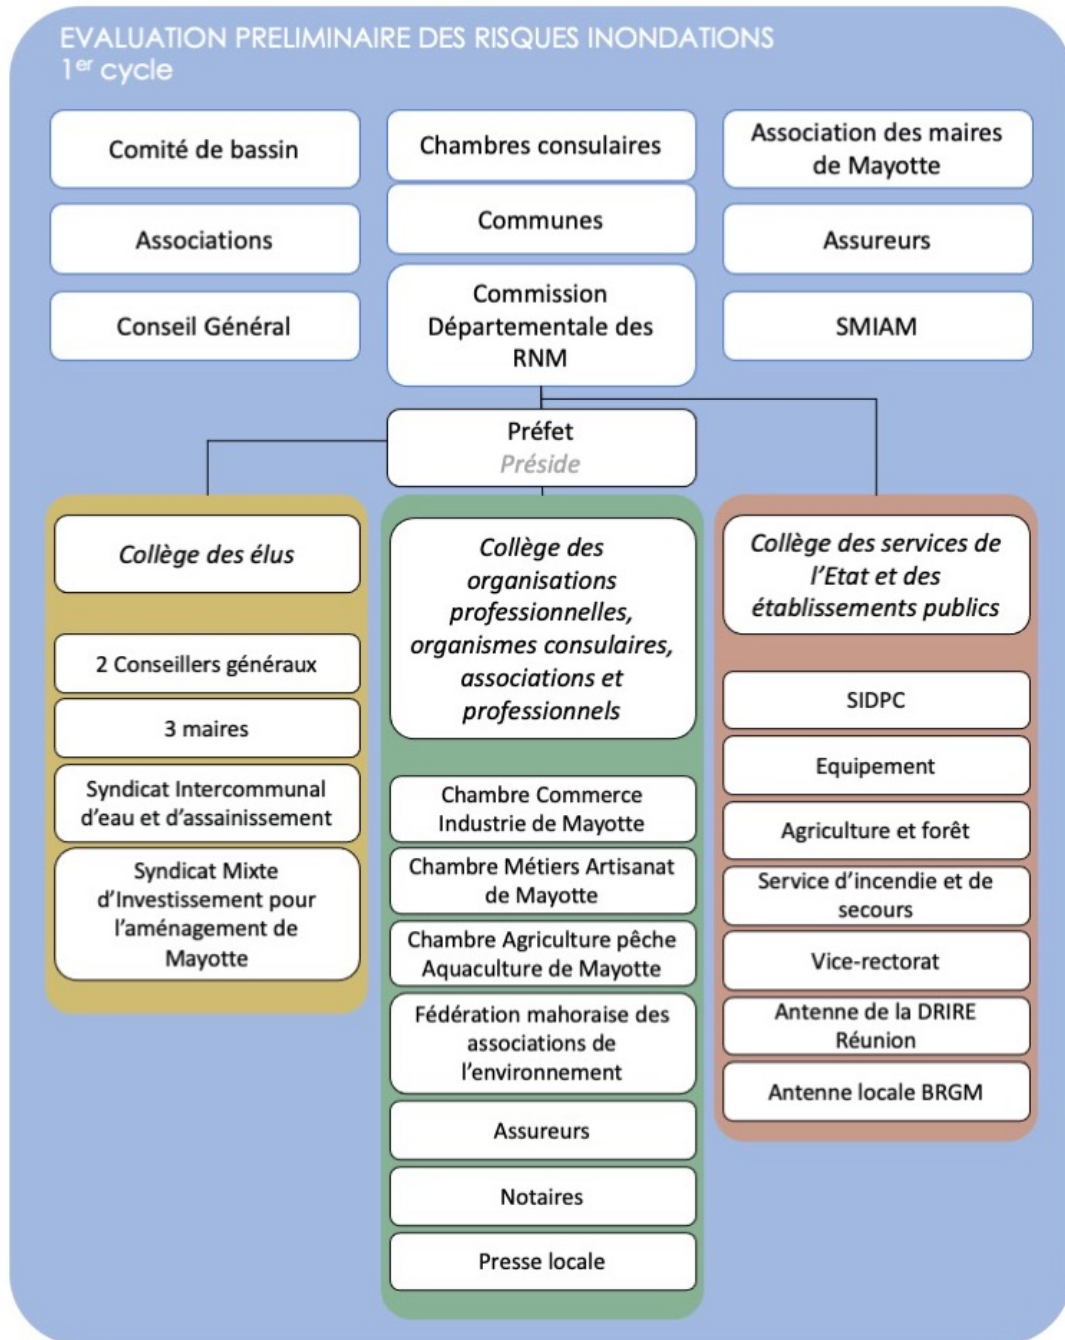 EVALUATION PRELIMINAIRE DES RISQUES INONDATIONS
1er cycle
Comité de bassin
Chambres consulaires
Association des maires
de Mayotte
Associations
Communes
Assureurs
Conseil Général
Commission
Départementale des
RNM
SMIAM
Préfet
Préside
Collège des élus
2 Conseillers généraux
3 maires
Syndicat Intercommunal
d'eau et d'assainissement
Syndicat Mixte
d'Investissement pour
l'aménagement de
Mayotte
Collège des
organisations
professionnelles,
organismes consulaires,
associations et
professionnels
Chambre Commerce
Industrie de Mayotte
Chambre Métiers Artisanat
de Mayotte
Chambre Agriculture pêche
Aquaculture de Mayotte
Fédération mahoraise des
associations de
l'environnement
Assureurs
Notaires
Presse locale
Collège des services de
l'Etat et des
établissements publics
SIDPC
Equipement
Agriculture et forêt
Service d'incendie et de
secours
Vice-rectorat
Antenne de la DRIRE
Réunion
Antenne locale BRGM